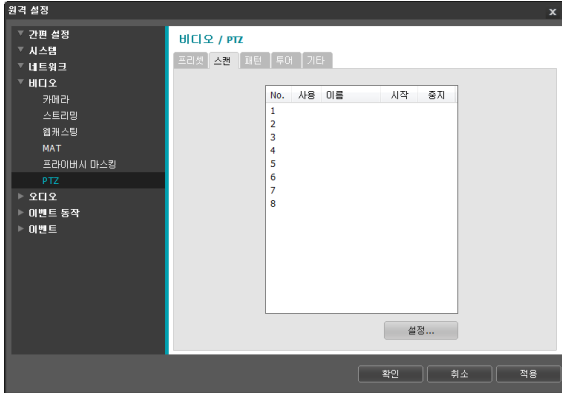 원격 설정 x
간편 설정
시스템
네트워크
비디오
카메라
스트리밍
웹캐스팅
MAT
프라이버시 마스킹
PTZ
오디오
이벤트 동작
이벤트
비디오 / PTZ
프리셋 스캔 패턴 투어 기타
No. 사용 이름 시작 중지
1
2
3
4
5
6
7
8
설정...
확인 취소 적용